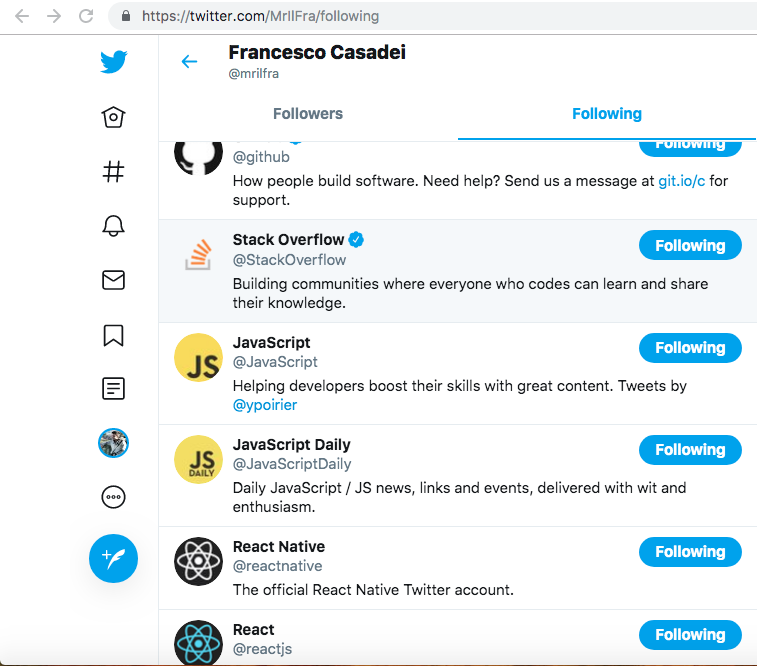 https://twitter.com/MrIlFra/following
Francesco Casadei
@mrilfra
Followers
Following
Following
@github
How people build software. Need help? Send us a message at git.io/c for
support.
Stack Overflow
@StackOverflow
Following
Building communities where everyone who codes can learn and share
their knowledge.
JS
JavaScript
@JavaScript
Following
Helping developers boost their skills with great content. Tweets by
@ypoirier
JS
DAILY
JavaScript Daily
@JavaScriptDaily
Following
Daily JavaScript / JS news, links and events, delivered with wit and
enthusiasm.
React Native
@reactnative
Following
The official React Native Twitter account.
React
@reactjs
Following